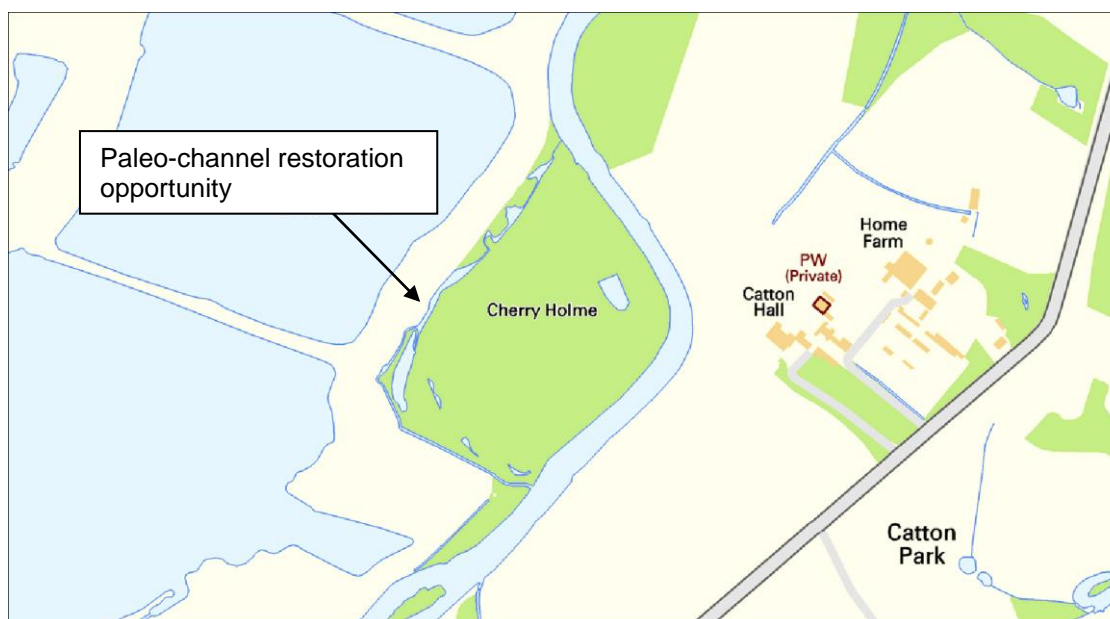 Paleo-channel restoration
opportunity
Cherry Holme
Home
Farm
PW
(Private)
Catton
Hall
Catton
Park